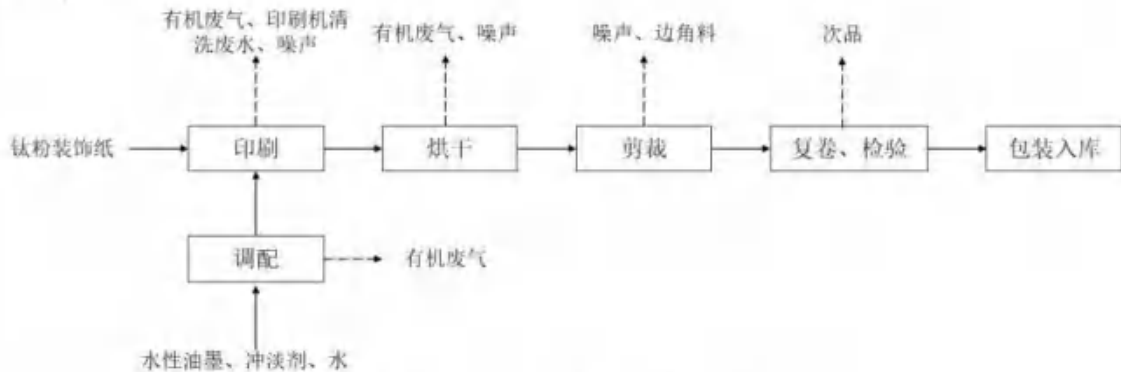 有机废气、印刷机清
洗废水、噪声
有机废气、噪声
噪声、边角料
次品
钛粉装饰纸
印刷
烘干
剪裁
复卷、检验
包装入库
调配
有机废气
水性油墨、冲淡剂、水